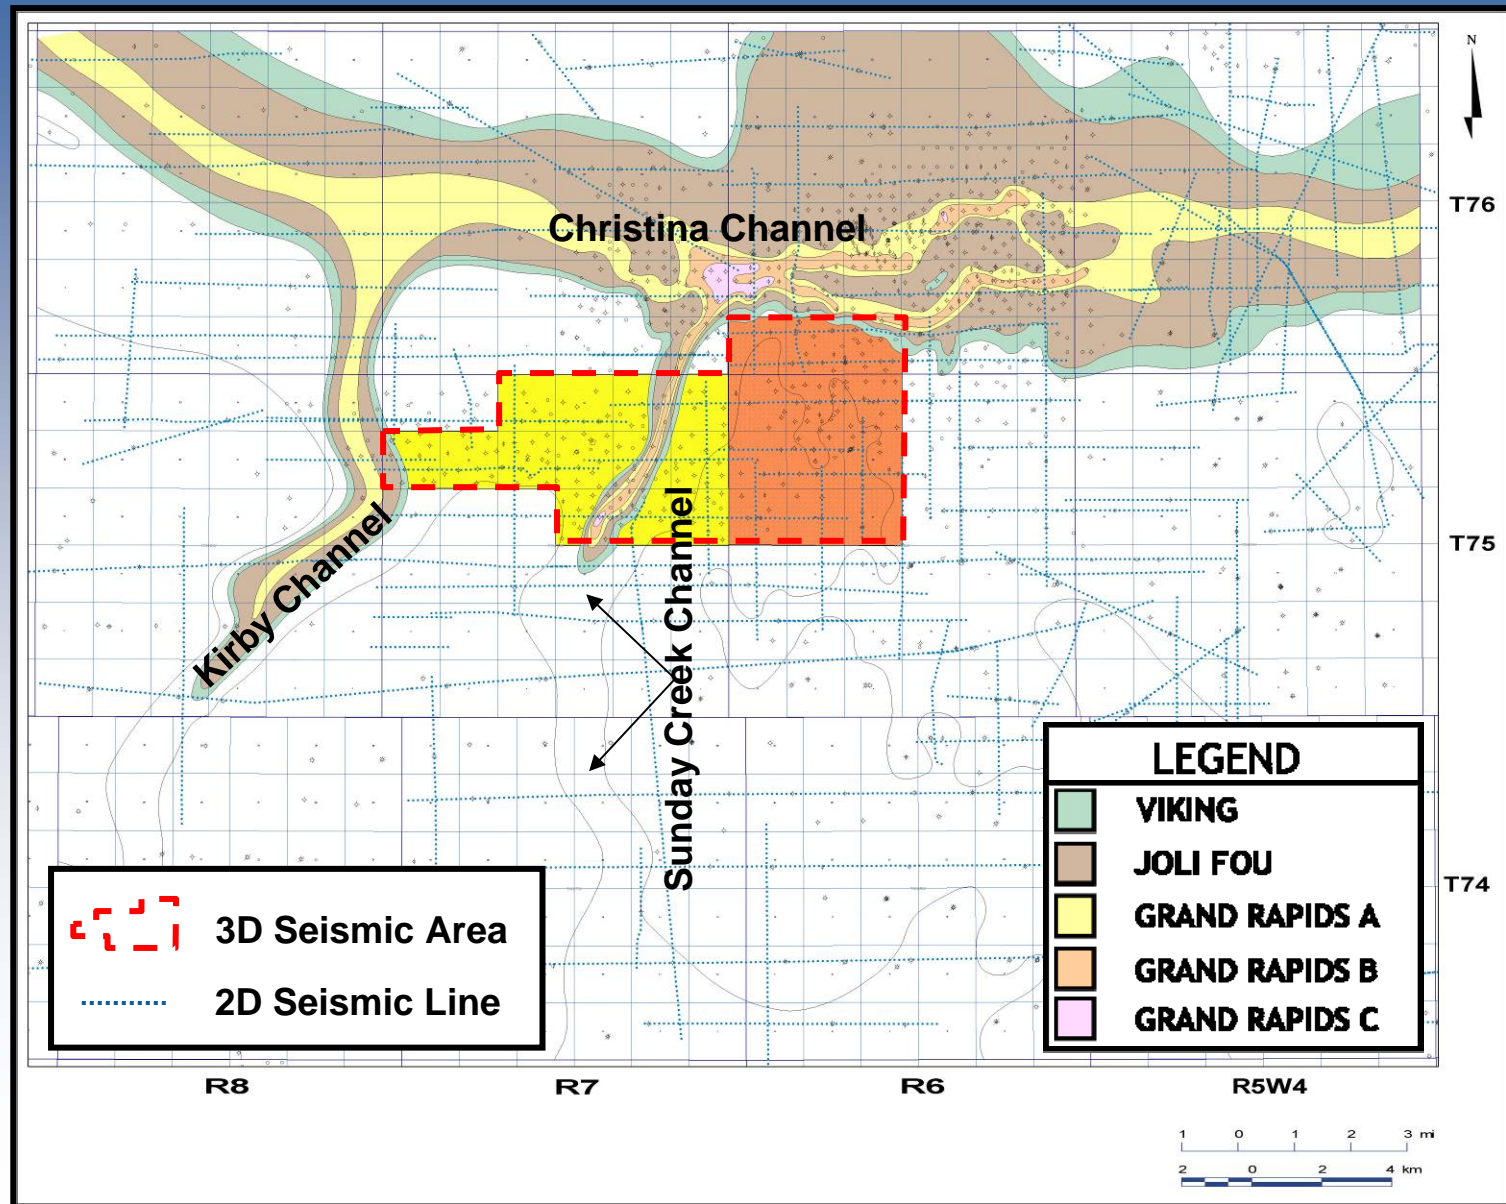 N
T76
Christina Channel
Kirby Channel
Sunday Creek Channel
T75
LEGEND
VIKING
JOLI FOU
GRAND RAPIDS A
GRAND RAPIDS B
GRAND RAPIDS C
T74
3D Seismic Area
2D Seismic Line
R8 R7 R6 R5W4
1 0 1 2 3 mi
2 0 2 4 km